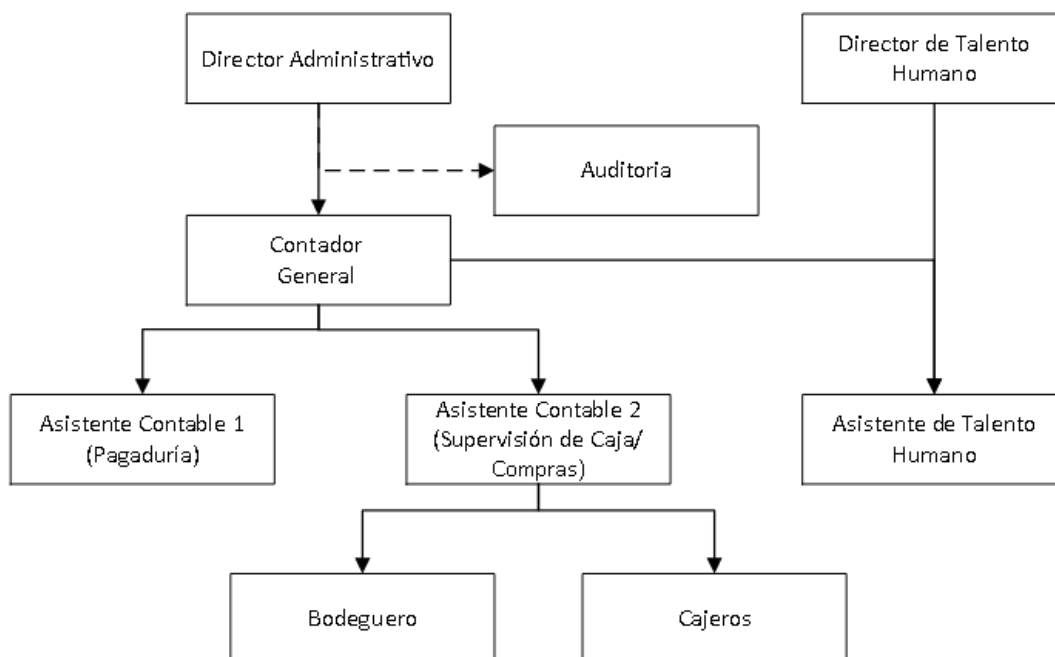 Director Administrativo
Director de Talento
Humano
Auditoria
Contador
General
Asistente Contable 1
(Pagaduría)
Asistente Contable 2
(Supervisión de Caja/
Compras)
Asistente de Talento
Humano
Bodeguero
Cajeros